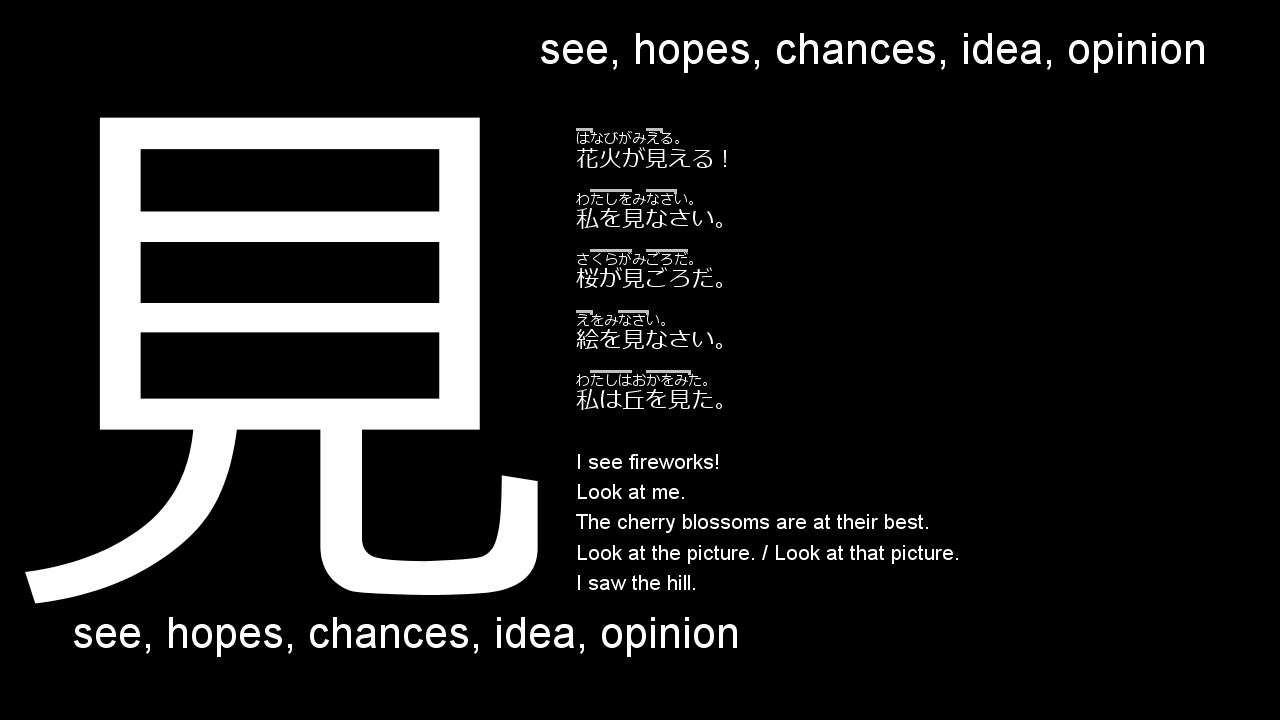 see, hopes, chances, idea, opinion
見
はなびがみえる。
花火が見える！
わたしをみなさい。
私を見なさい。
さくらがみごろだ。
桜が見ごろだ。
えをみなさい。
絵を見なさい。
わたしはおかをみた。
私は丘を見た。
I see fireworks!
Look at me.
The cherry blossoms are at their best.
Look at the picture. / Look at that picture.
I saw the hill.
see, hopes, chances, idea, opinion